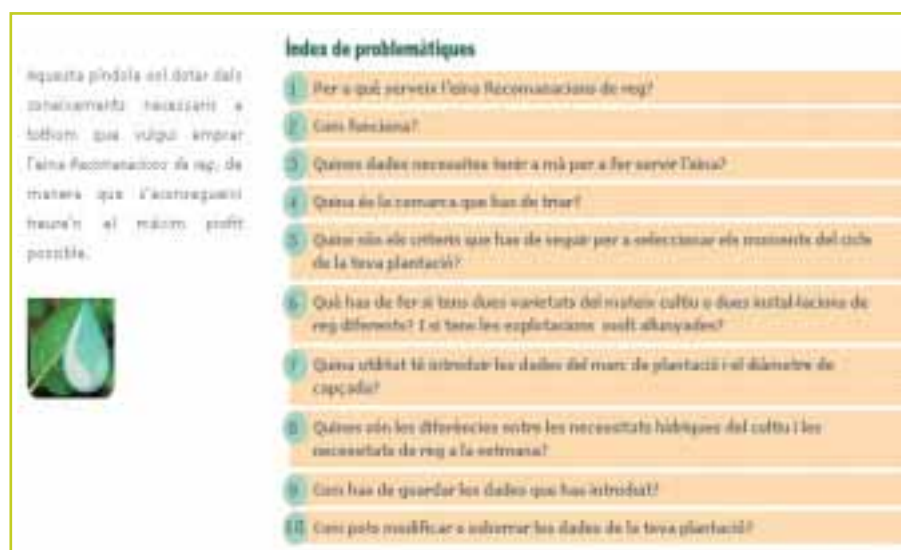 Aquesta píndola vol dotar dels
coneixements necessaris a
tothom que vulgui emprar
l'eina Recomanacions de reg, de
manera que s'aconsegueixi
treure'n el màxim profit
possible.
Índex de problemàtiques
1 Per a què serveix l'eina Recomanacions de reg?
2 Com funciona?
3 Quines dades necessites tenir a mà per a fer servir l'eina?
4 Quina és la comarca que has de triar?
5 Quins són els criteris que has de seguir per a seleccionar els moments del cicle
de la teva plantació?
6 Què has de fer si tens dues varietats del mateix cultiu o dues instal·lacions de
reg diferents? I si tens les explotacions molt allunyades?
7 Quina utilitat té introduir les dades del marc de plantació i el diàmetre de
capçada?
8 Quines són les diferències entre les necessitats hídriques del cultiu i les
necessitats de reg a la setmana?
9 Com has de guardar les dades que has introduït?
10 Com pots modificar o esborrar les dades de la teva plantació?